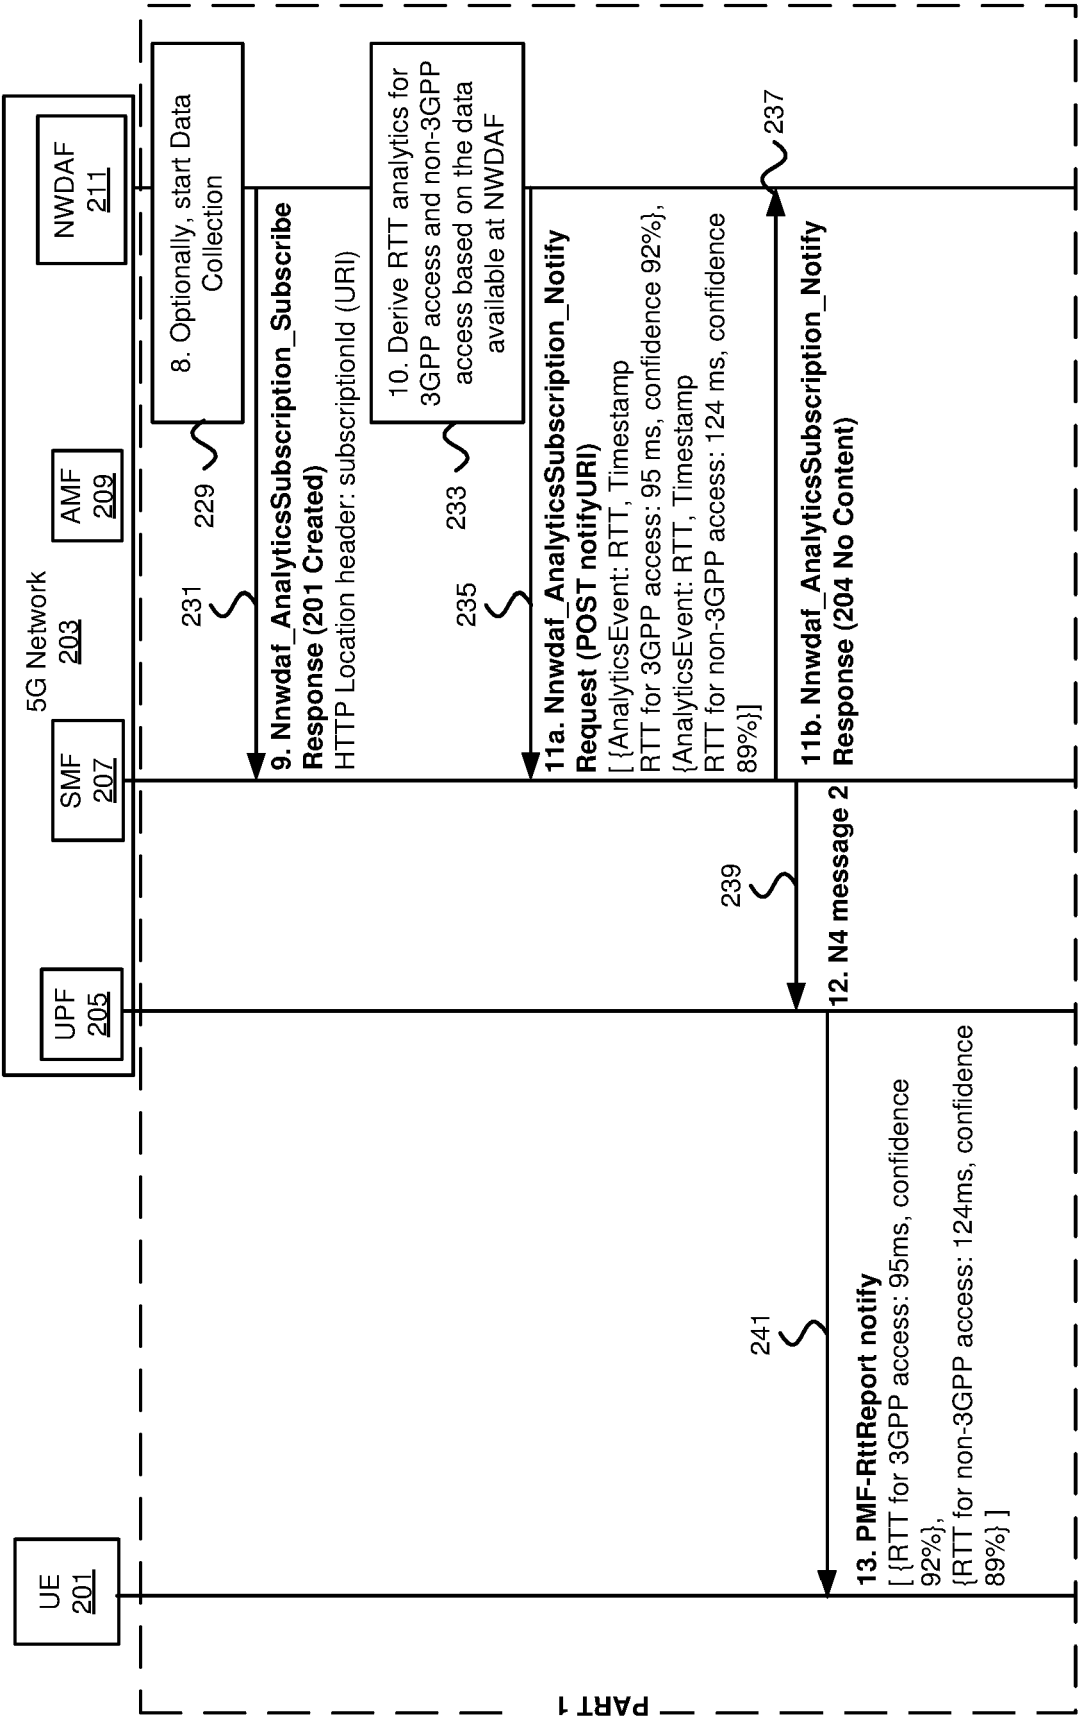 UE
201
5G Network
203
UPF
205
SMF
207
AMF
209
NWDAF
211
8. Optionally, start Data
Collection
229
231
9. Nnwdaf_AnalyticsSubscription_Subscribe
Response (201 Created)
HTTP Location header: subscriptionId (URI)
10. Derive RTT analytics for
3GPP access and non-3GPP
access based on the data
available at NWDAF
233
235
11a. Nnwdaf_AnalyticsSubscription_Notify
Request (POST notifyURI)
[ {AnalyticsEvent: RTT, Timestamp
RTT for 3GPP access: 95 ms, confidence 92%},
{AnalyticsEvent: RTT, Timestamp
RTT for non-3GPP access: 124 ms, confidence
89%}]
237
11b. Nnwdaf_AnalyticsSubscription_Notify
Response (204 No Content)
239
12. N4 message 2
241
13. PMF-RttReport notify
[ {RTT for 3GPP access: 95ms, confidence
92%},
{RTT for non-3GPP access: 124ms, confidence
89%} ]
PART 1